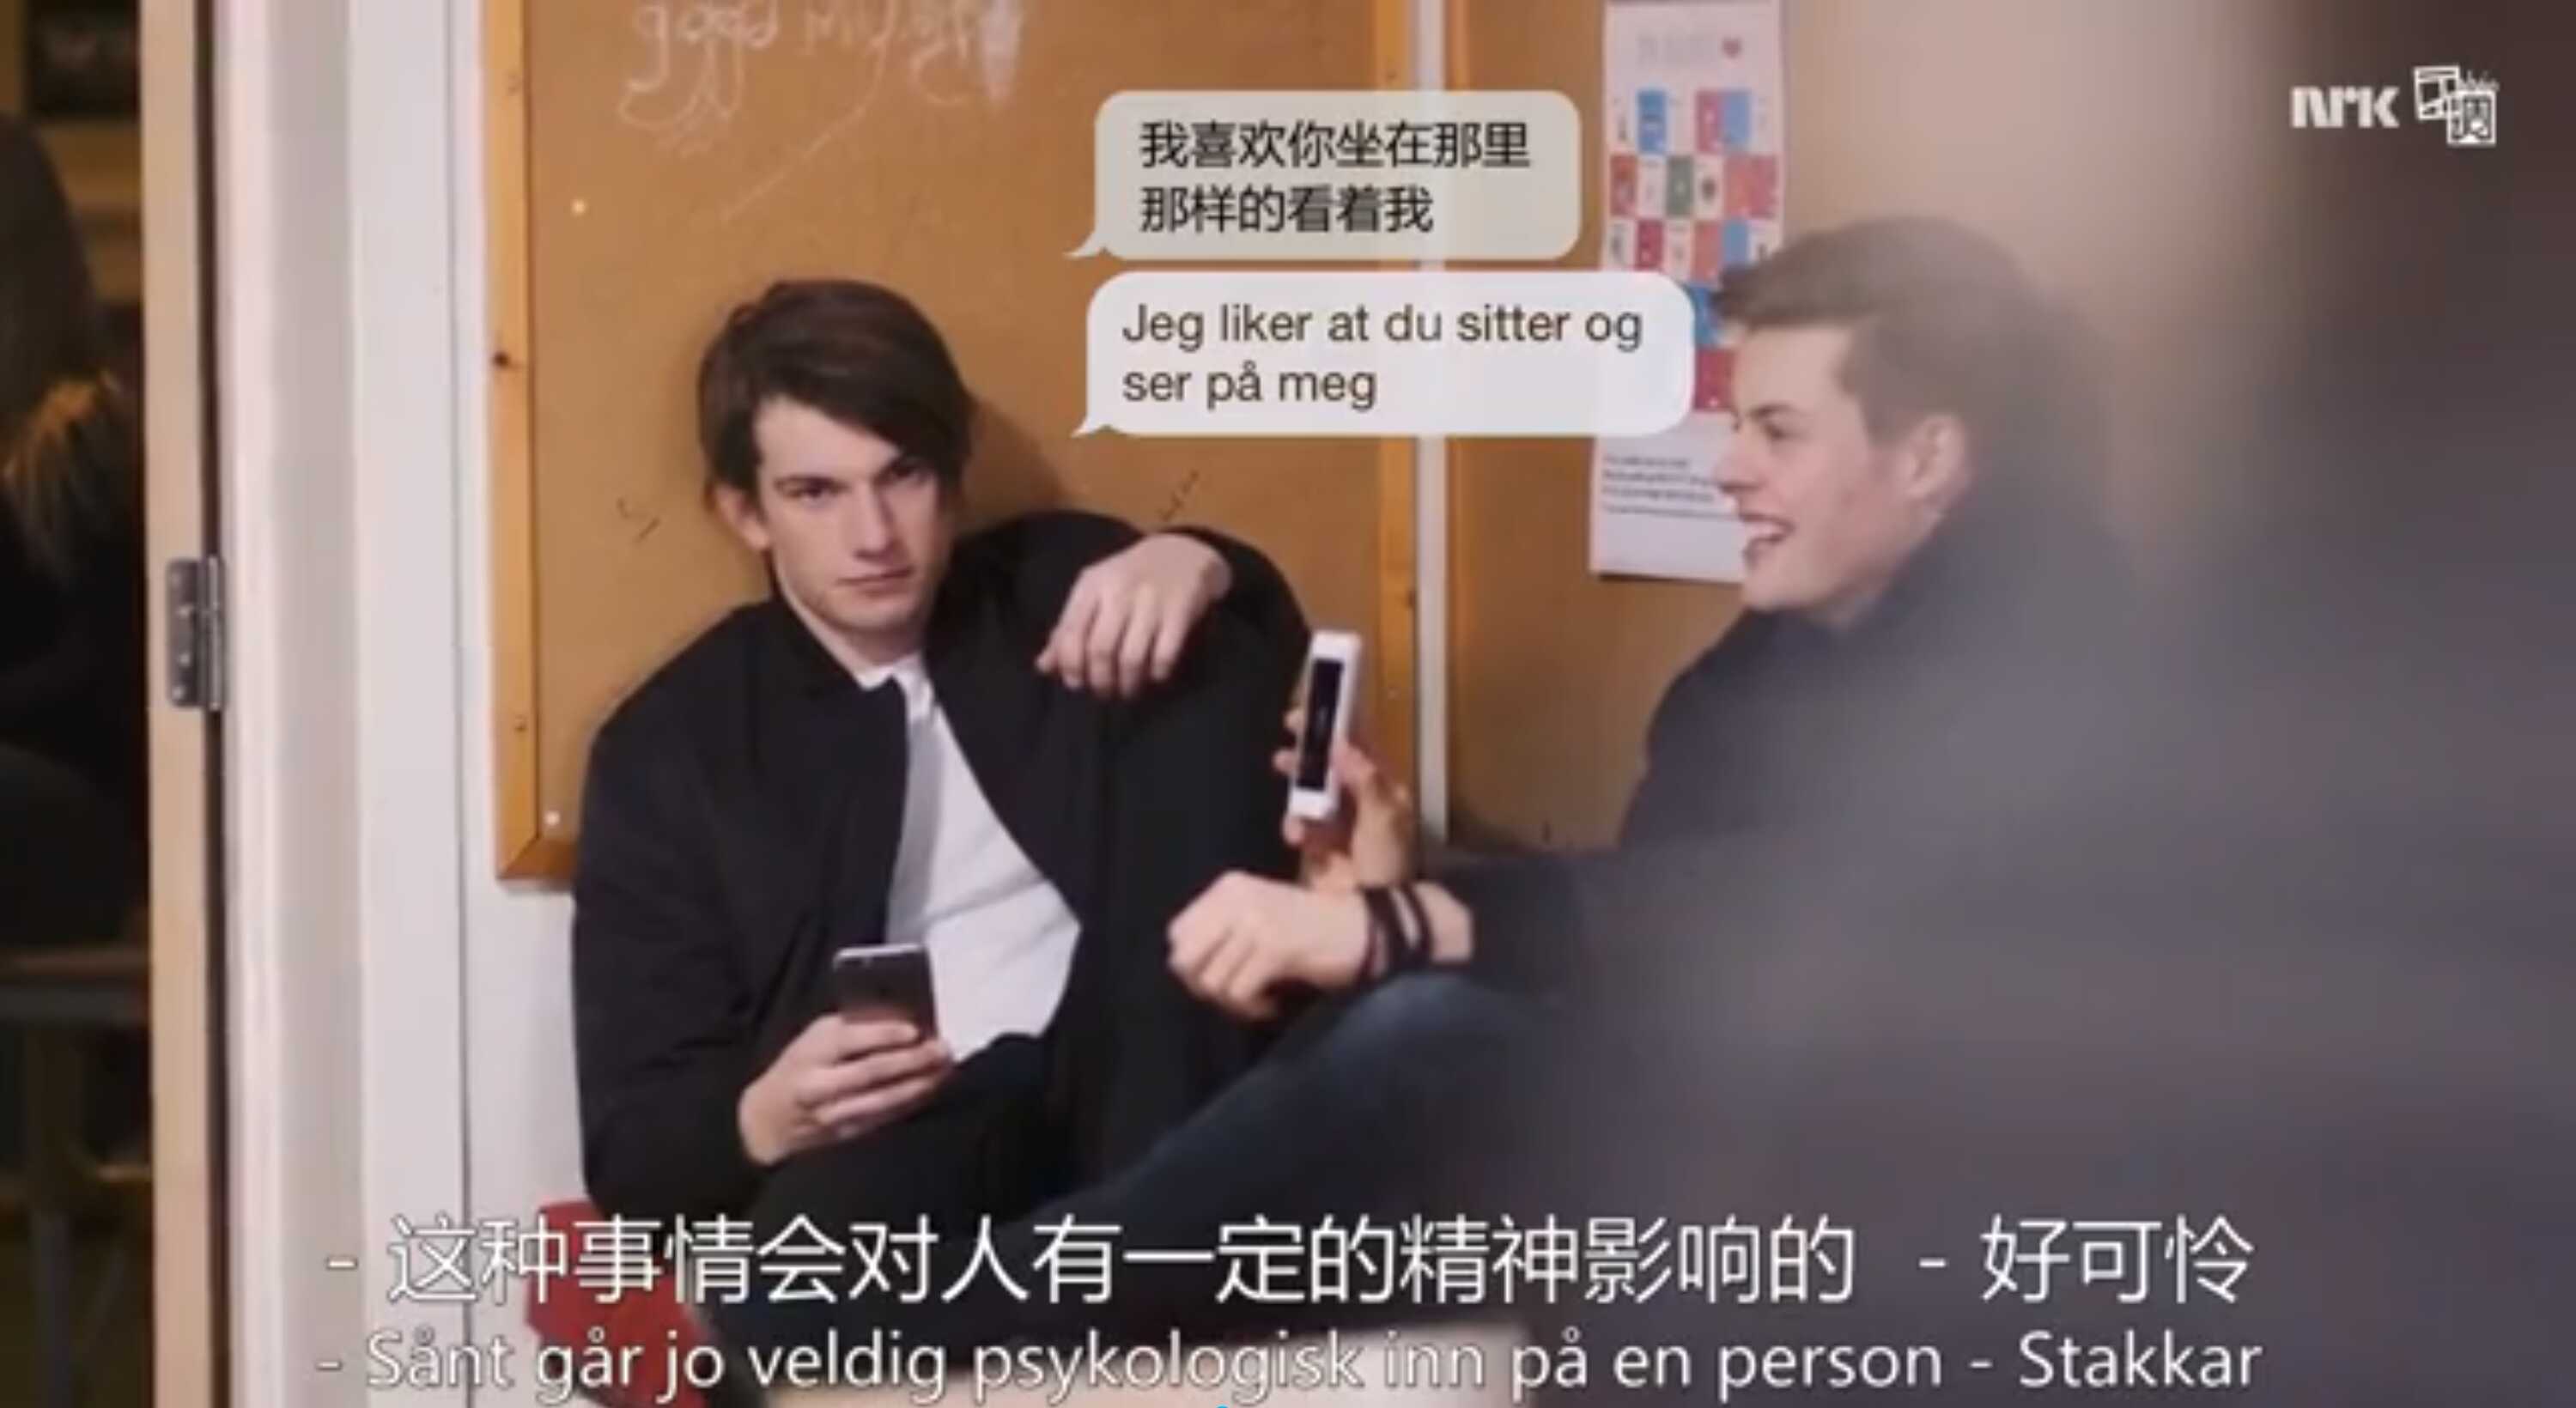 good myself
nrk
我喜欢你坐在那里
那样的看着我
Jeg liker at du sitter og
ser på meg
- 这种事情会对人有一定的精神影响的 - 好可怜
- Sånt går jo veldig psykologisk inn på en person - Stakkar